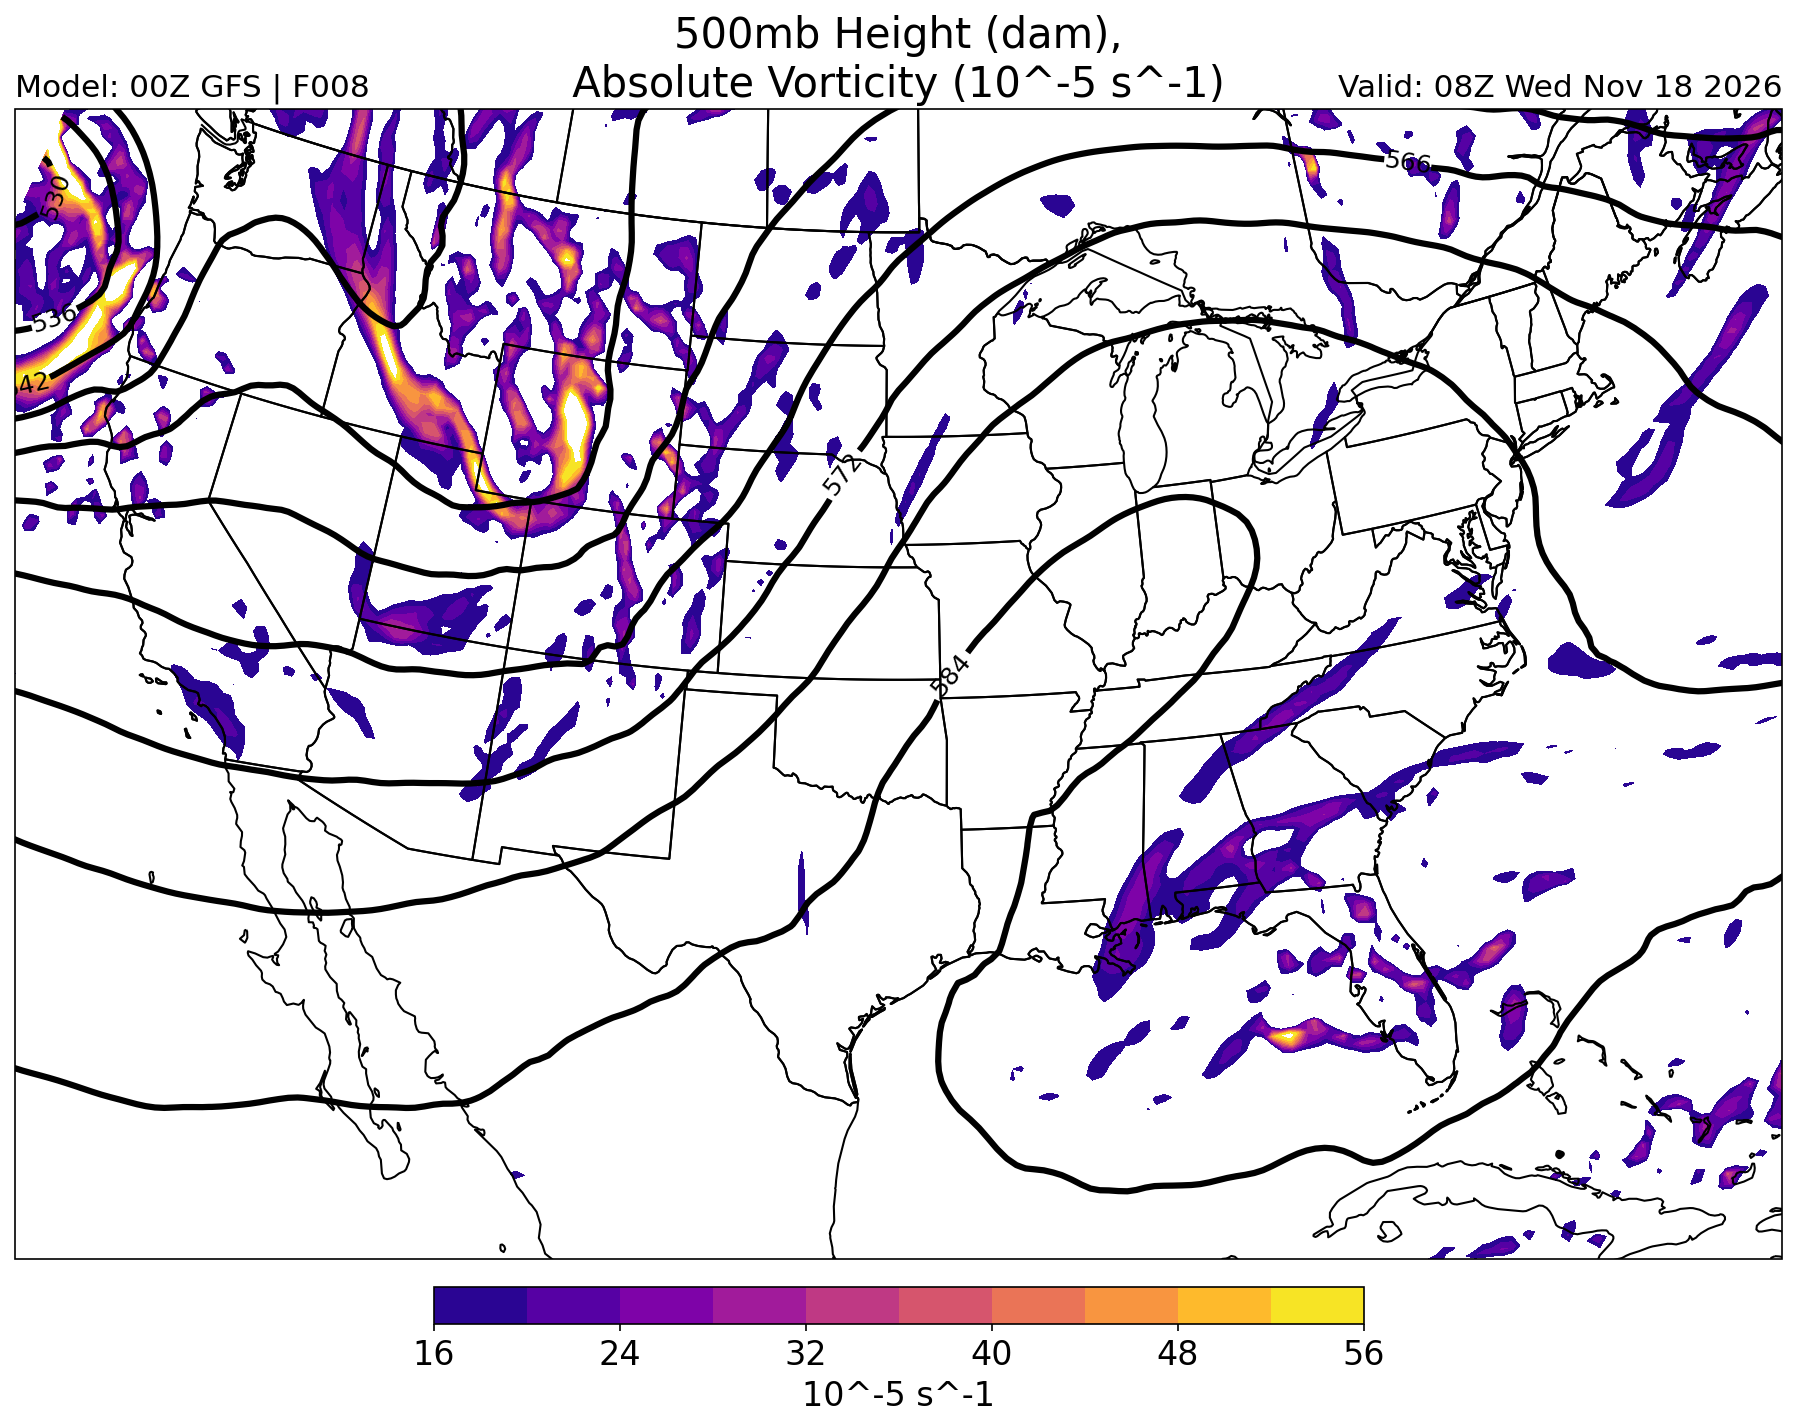 500mb Height (dam),
Absolute Vorticity (10^-5 s^-1)
Model: 00Z GFS | F008
Valid: 08Z Wed Nov 18 2026
530
536
542
566
572
584
16 24 32 40 48 56
10^-5 s^-1